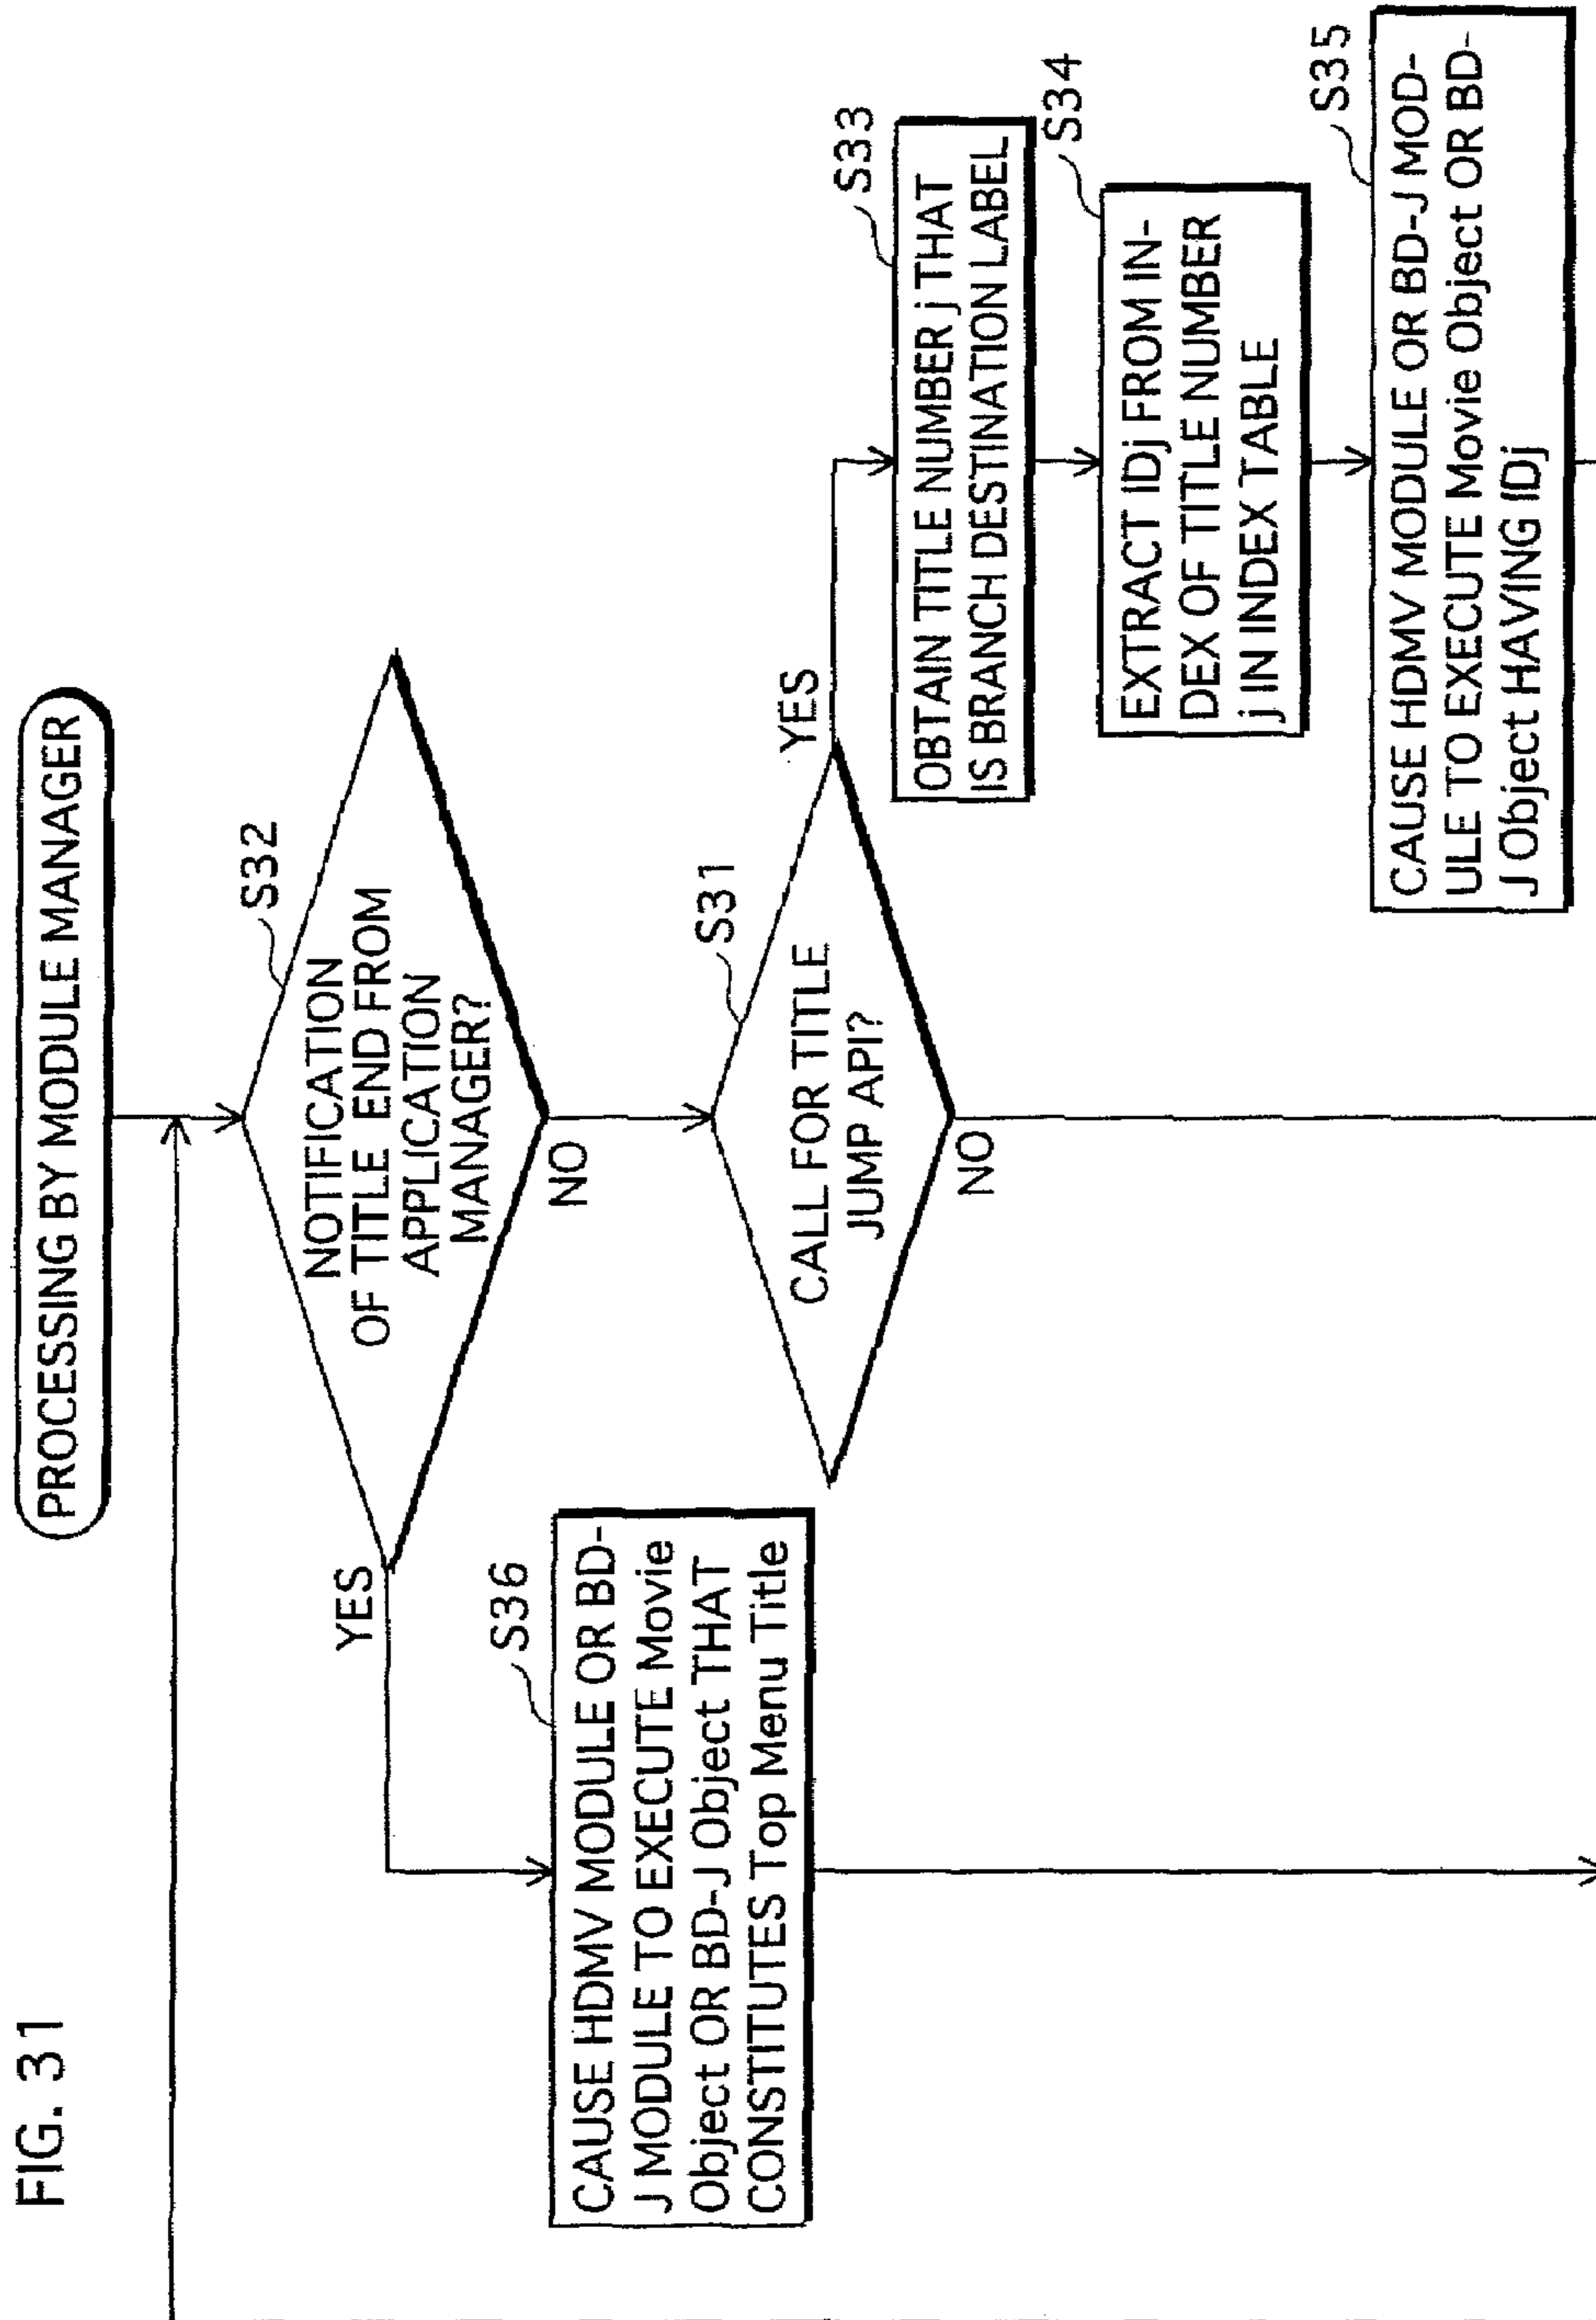 FIG. 31
PROCESSING BY MODULE MANAGER
S32
NOTIFICATION
OF TITLE END FROM
APPLICATION
MANAGER?
YES
NO
S36
CAUSE HDMV MODULE OR BD-
J MODULE TO EXECUTE Movie
Object OR BD-J Object THAT
CONSTITUTES Top Menu Title
S31
CALL FOR TITLE
JUMP API?
YES
NO
S33
OBTAIN TITLE NUMBER j THAT
IS BRANCH DESTINATION LABEL
S34
EXTRACT IDj FROM IN-
DEX OF TITLE NUMBER
j IN INDEX TABLE
S35
CAUSE HDMV MODULE OR BD-J MOD-
ULE TO EXECUTE Movie Object OR BD-
J Object HAVING IDj